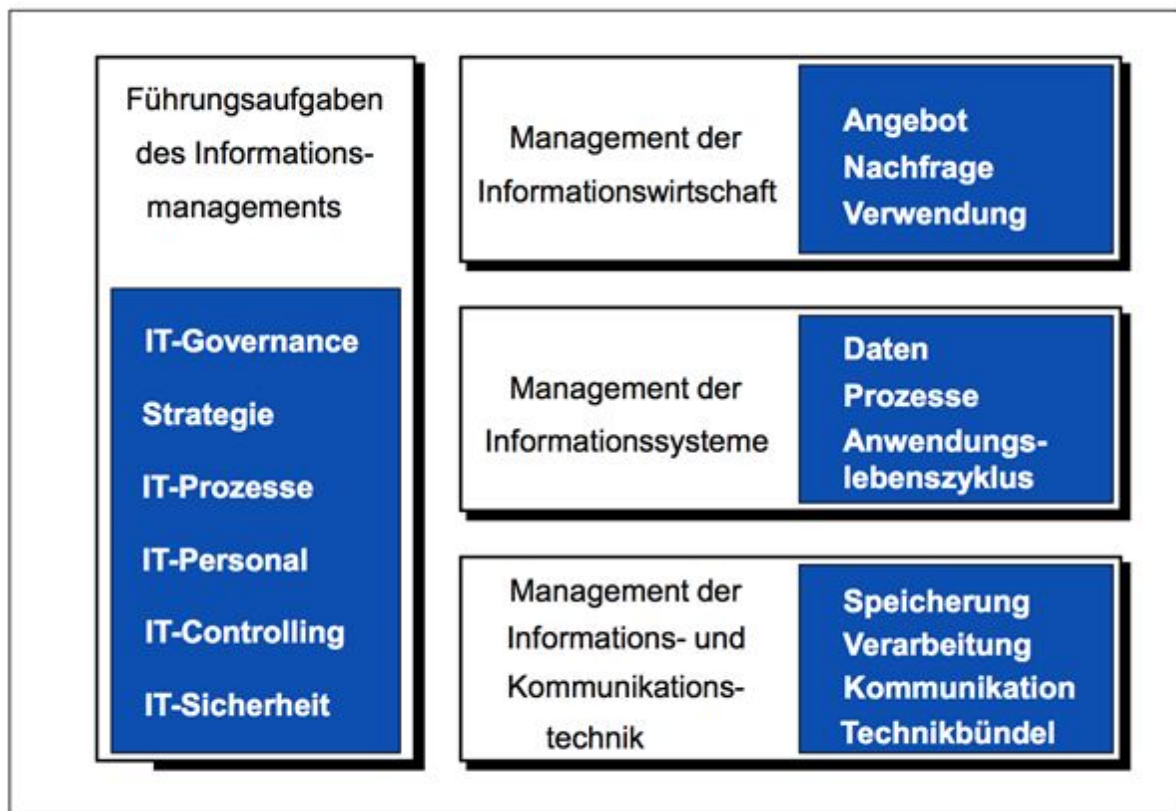 Führungsaufgaben
des Informations-
managements
IT-Governance
Strategie
IT-Prozesse
IT-Personal
IT-Controlling
IT-Sicherheit
Management der
Informationswirtschaft
Angebot
Nachfrage
Verwendung
Management der
Informationssysteme
Daten
Prozesse
Anwendungs-
lebenszyklus
Management der
Informations- und
Kommunikations-
technik
Speicherung
Verarbeitung
Kommunikation
Technikbündel